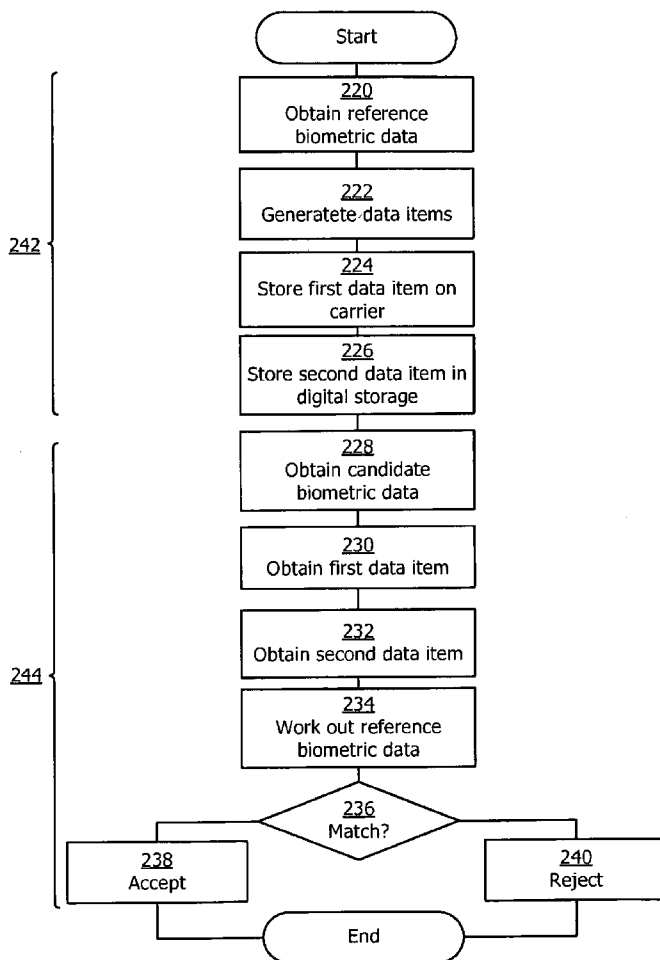 Start
220
Obtain reference
biometric data
222
Generatete data items
242
224
Store first data item on
carrier
226
Store second data item in
digital storage
228
Obtain candidate
biometric data
230
Obtain first data item
232
Obtain second data item
244
234
Work out reference
biometric data
236
Match?
238
Accept
240
Reject
End